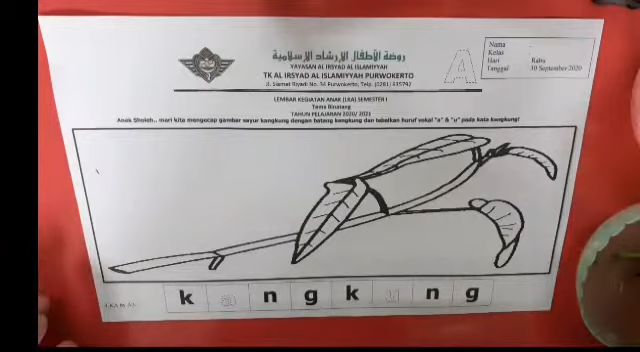 روضة الأطفال الإرشاد الإسلامية
YAYASAN AL IRSYAD AL ISLAMIYYAH
TK AL IRSYAD AL ISLAMIYYAH PURWOKERTO
Jl. Slamet Riyadi No. 34 Purwokerto, Telp. (0281) 635792
A
Nama :
Kelas :
Hari : Rabu
Tanggal : 30 September 2020
LEMBAR KEGIATAN ANAK (LKA) SEMESTER I
Tema Binatang
TAHUN PELAJARAN 2020/ 2021
Anak Sholeh.. mari kita mengecap gambar sayur kangkung dengan batang kangkung dan tebalkan huruf vokal "a" & "u" pada kata kangkung!
k a n g k u n g